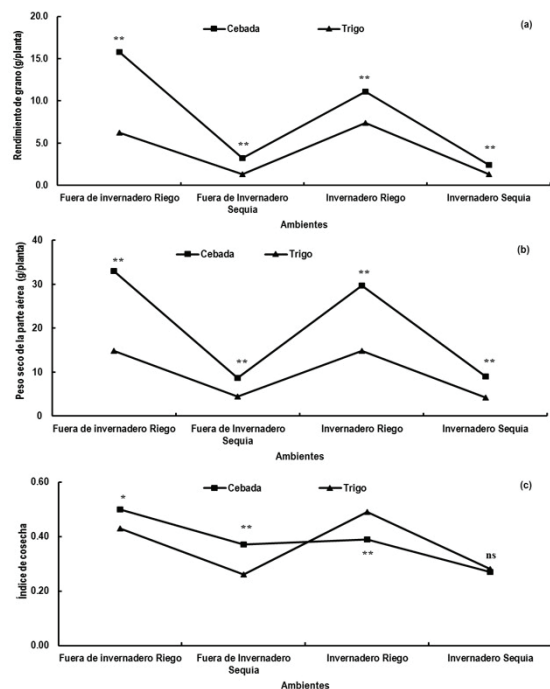 (a)
20.0
15.0
10.0
5.0
0.0
Rendimiento de grano (g/planta)
Cebada
Trigo
**
**
**
**
Fuera de invernadero Riego
Fuera de Invernadero
Sequia
Invernadero Riego
Invernadero Sequia
Ambientes
(b)
40
30
20
10
0
Peso seco de la parte aérea (g/planta)
Cebada
Trigo
**
**
**
**
Fuera de invernadero Riego
Fuera de Invernadero
Sequia
Invernadero Riego
Invernadero Sequia
Ambientes
(c)
0.60
0.40
0.20
0.00
Índice de cosecha
Cebada
Trigo
*
**
**
ns
Fuera de invernadero Riego
Fuera de Invernadero
Sequia
Invernadero Riego
Invernadero Sequia
Ambientes